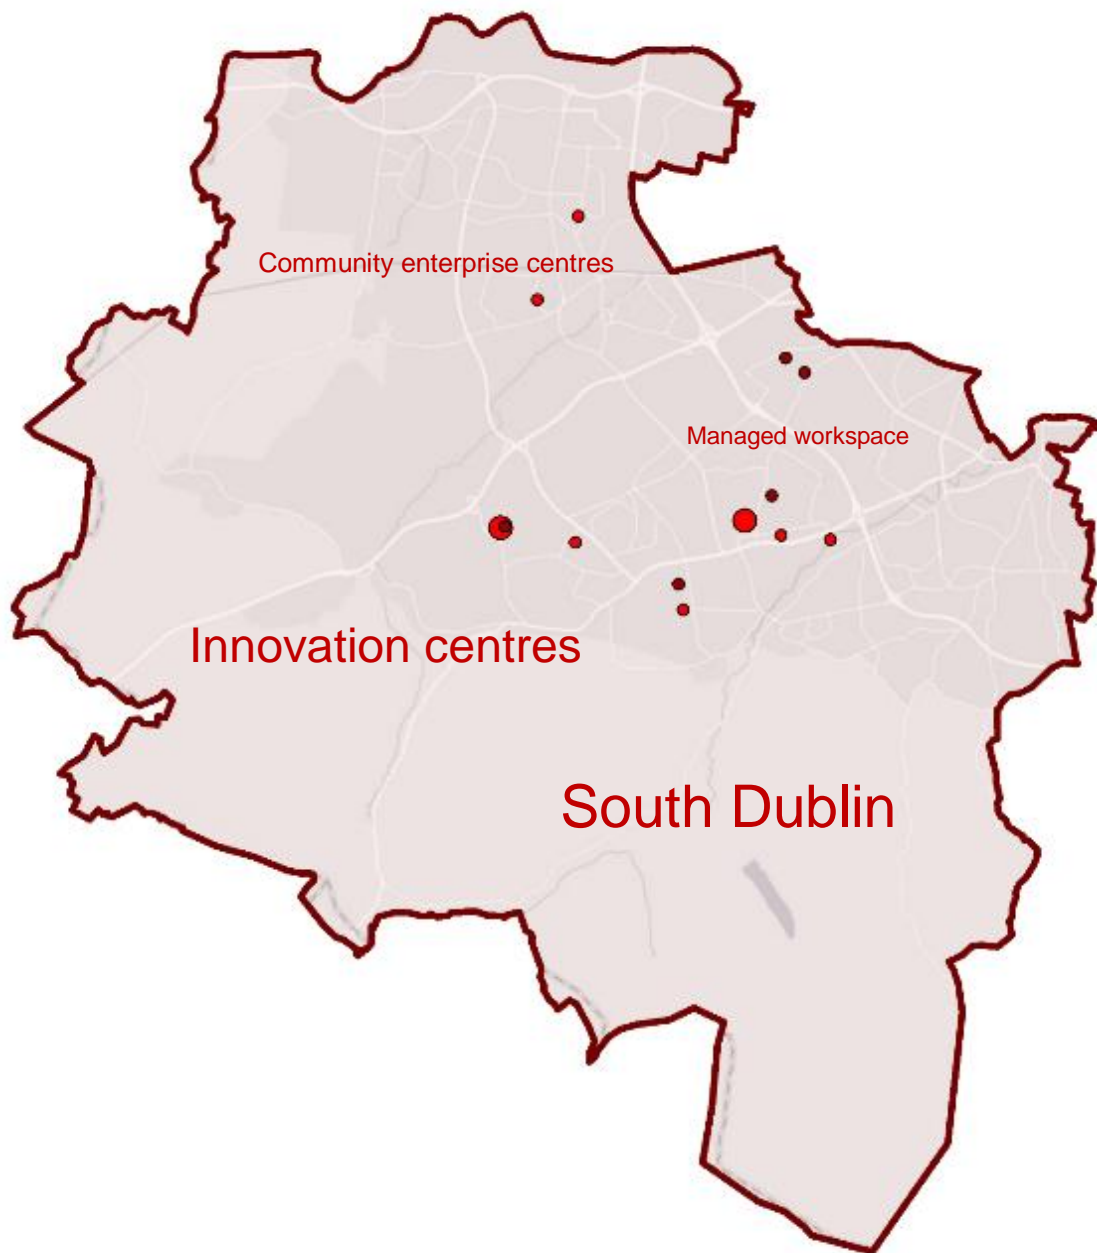 Community enterprise centres
Managed workspace
Innovation centres
South Dublin